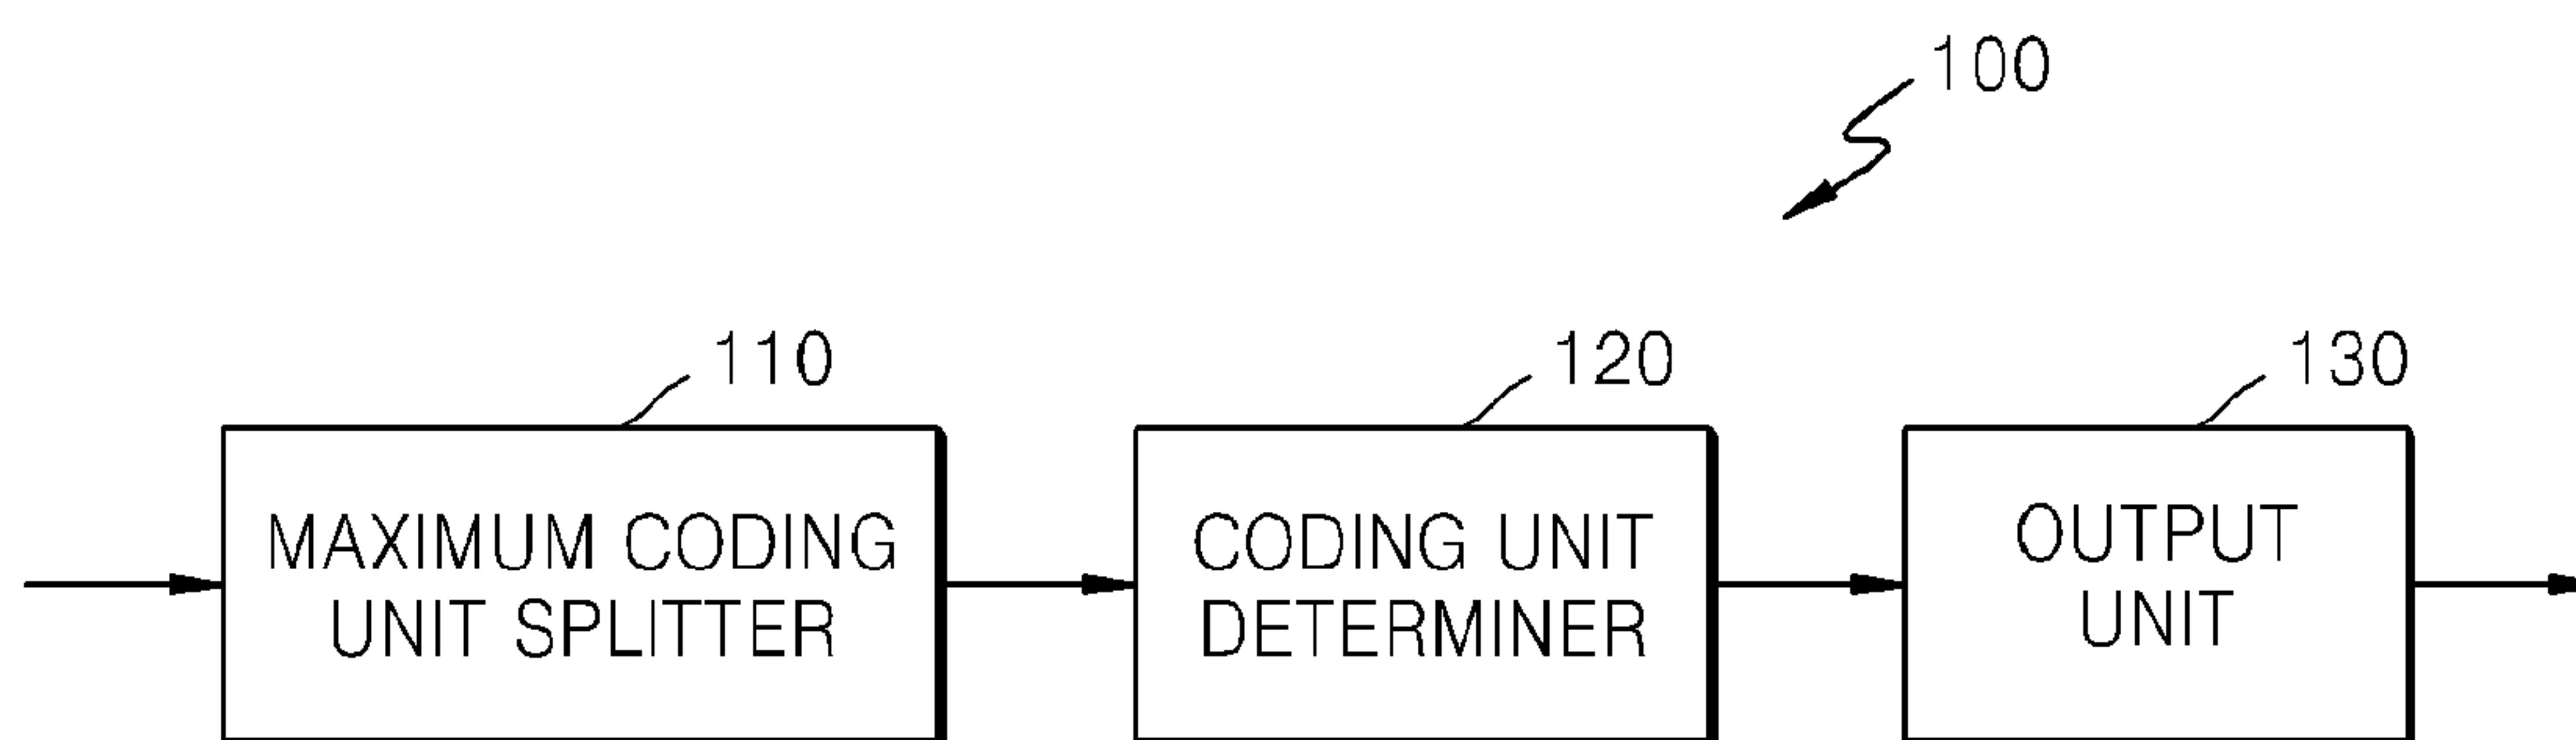 100
110
120
130
MAXIMUM CODING
UNIT SPLITTER
CODING UNIT
DETERMINER
OUTPUT
UNIT